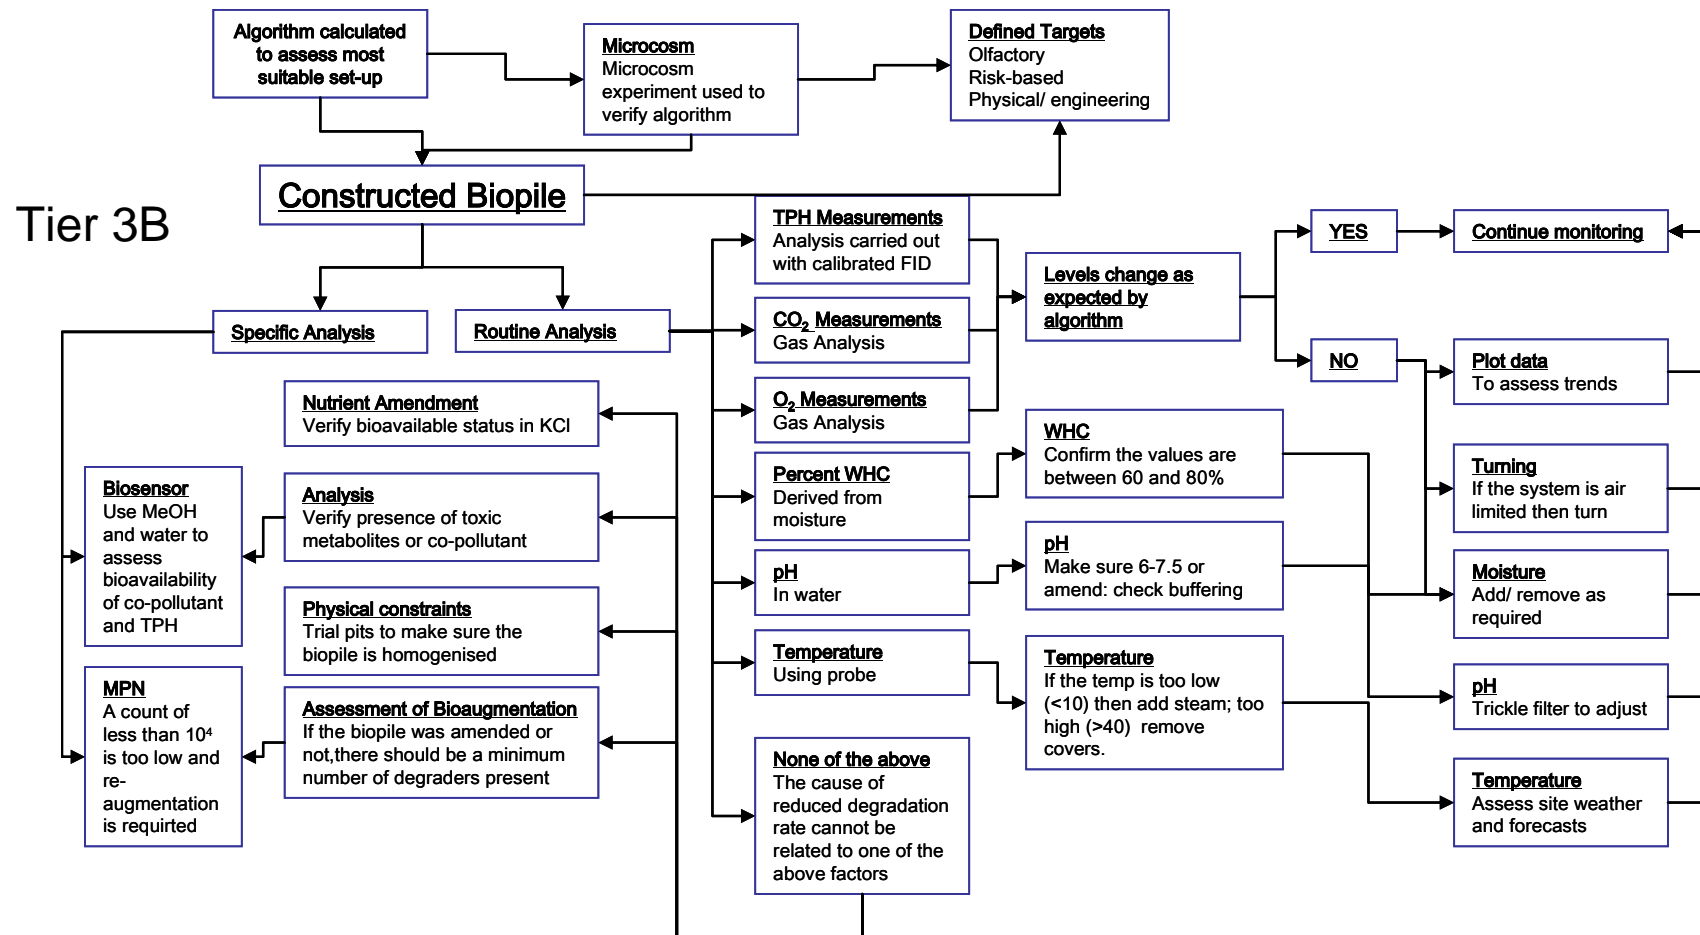 Algorithm calculated
to assess most
suitable set-up
Microcosm
Microcosm
experiment used to
verify algorithm
Defined Targets
Olfactory
Risk-based
Physical/ engineering
Constructed Biopile
Tier 3B
Specific Analysis
Routine Analysis
TPH Measurements
Analysis carried out
with calibrated FID
CO₂ Measurements
Gas Analysis
O₂ Measurements
Gas Analysis
Percent WHC
Derived from
moisture
pH
In water
Temperature
Using probe
None of the above
The cause of
reduced degradation
rate cannot be
related to one of the
above factors
Levels change as
expected by
algorithm
YES
Continue monitoring
NO
Plot data
To assess trends
WHC
Confirm the values are
between 60 and 80%
pH
Make sure 6-7.5 or
amend: check buffering
Temperature
If the temp is too low
(<10) then add steam; too
high (>40) remove
covers.
Turning
If the system is air
limited then turn
Moisture
Add/ remove as
required
pH
Trickle filter to adjust
Temperature
Assess site weather
and forecasts
Nutrient Amendment
Verify bioavailable status in KCl
Analysis
Verify presence of toxic
metabolites or co-pollutant
Physical constraints
Trial pits to make sure the
biopile is homogenised
Assessment of Bioaugmentation
If the biopile was amended or
not,there should be a minimum
number of degraders present
Biosensor
Use MeOH
and water to
assess
bioavailability
of co-pollutant
and TPH
MPN
A count of
less than 10⁴
is too low and
re-
augmentation
is requirted